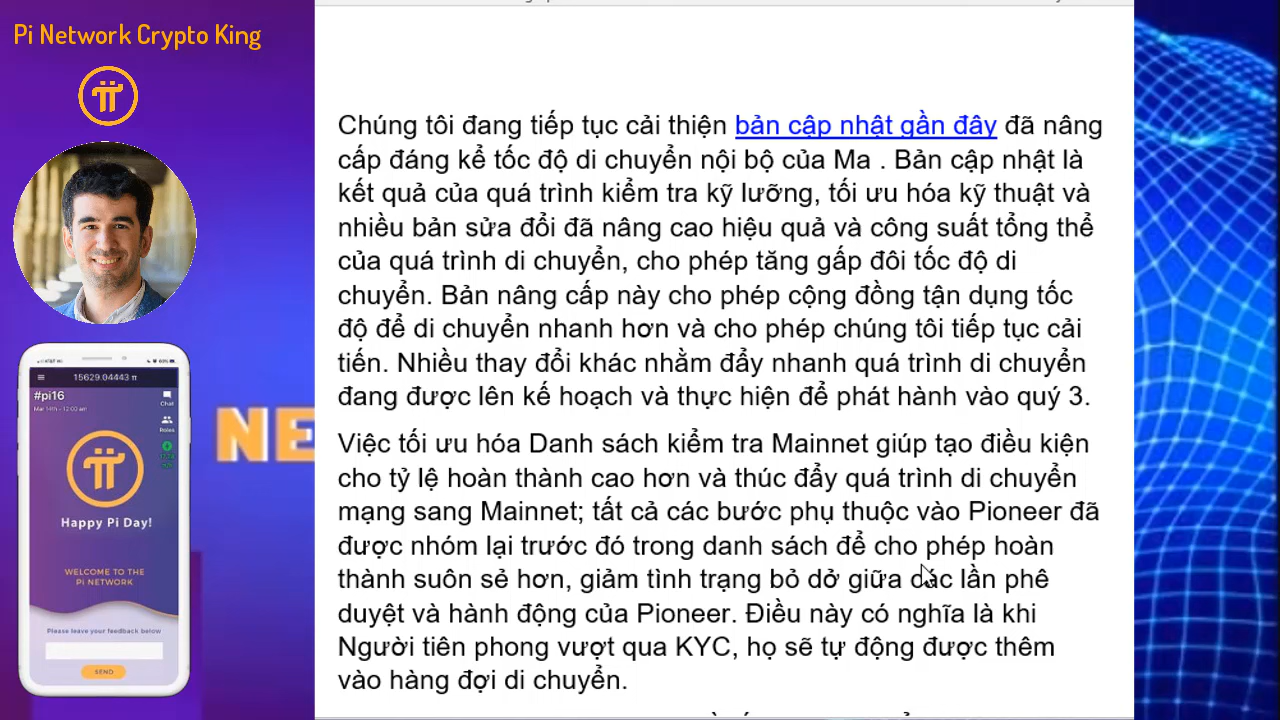 Pi Network Crypto King
Chúng tôi đang tiếp tục cải thiện bản cập nhật gần đây đã nâng
cấp đáng kể tốc độ di chuyển nội bộ của Ma . Bản cập nhật là
kết quả của quá trình kiểm tra kỹ lưỡng, tối ưu hóa kỹ thuật và
nhiều bản sửa đổi đã nâng cao hiệu quả và công suất tổng thể
của quá trình di chuyển, cho phép tăng gấp đôi tốc độ di
chuyển. Bản nâng cấp này cho phép cộng đồng tận dụng tốc
độ để di chuyển nhanh hơn và cho phép chúng tôi tiếp tục cải
tiến. Nhiều thay đổi khác nhằm đẩy nhanh quá trình di chuyển
đang được lên kế hoạch và thực hiện để phát hành vào quý 3.
Việc tối ưu hóa Danh sách kiểm tra Mainnet giúp tạo điều kiện
cho tỷ lệ hoàn thành cao hơn và thúc đẩy quá trình di chuyển
mạng sang Mainnet; tất cả các bước phụ thuộc vào Pioneer đã
được nhóm lại trước đó trong danh sách để cho phép hoàn
thành suôn sẻ hơn, giảm tình trạng bỏ dở giữa các lần phê
duyệt và hành động của Pioneer. Điều này có nghĩa là khi
Người tiên phong vượt qua KYC, họ sẽ tự động được thêm
vào hàng đợi di chuyển.
15629.04443 π
#pi16
Mar 14th - 12:00 am
Chat
Roles
Happy Pi Day!
WELCOME TO THE
Pi NETWORK
Please leave your feedback below
SEND
NE